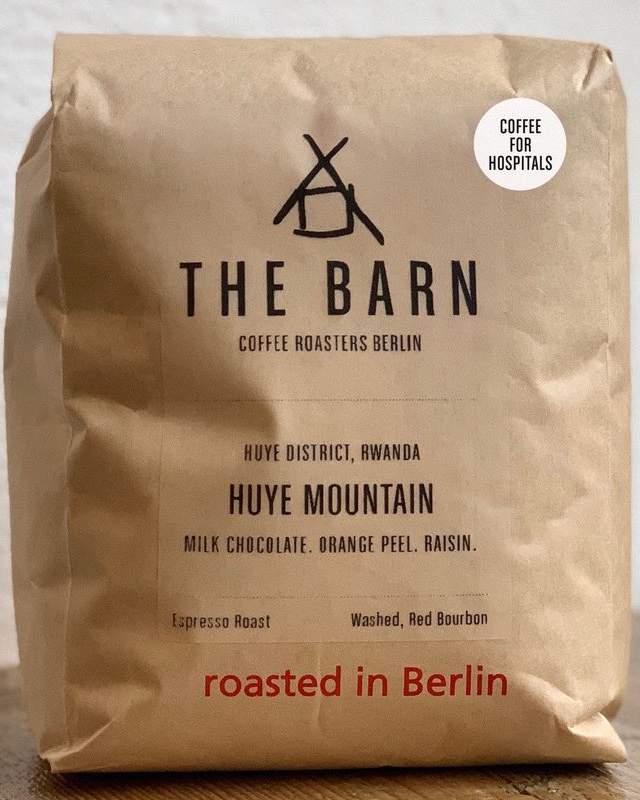 COFFEE
FOR
HOSPITALS
THE BARN
COFFEE ROASTERS BERLIN
HUYE DISTRICT, RWANDA
HUYE MOUNTAIN
MILK CHOCOLATE. ORANGE PEEL. RAISIN.
Espresso Roast Washed, Red Bourbon
roasted in Berlin